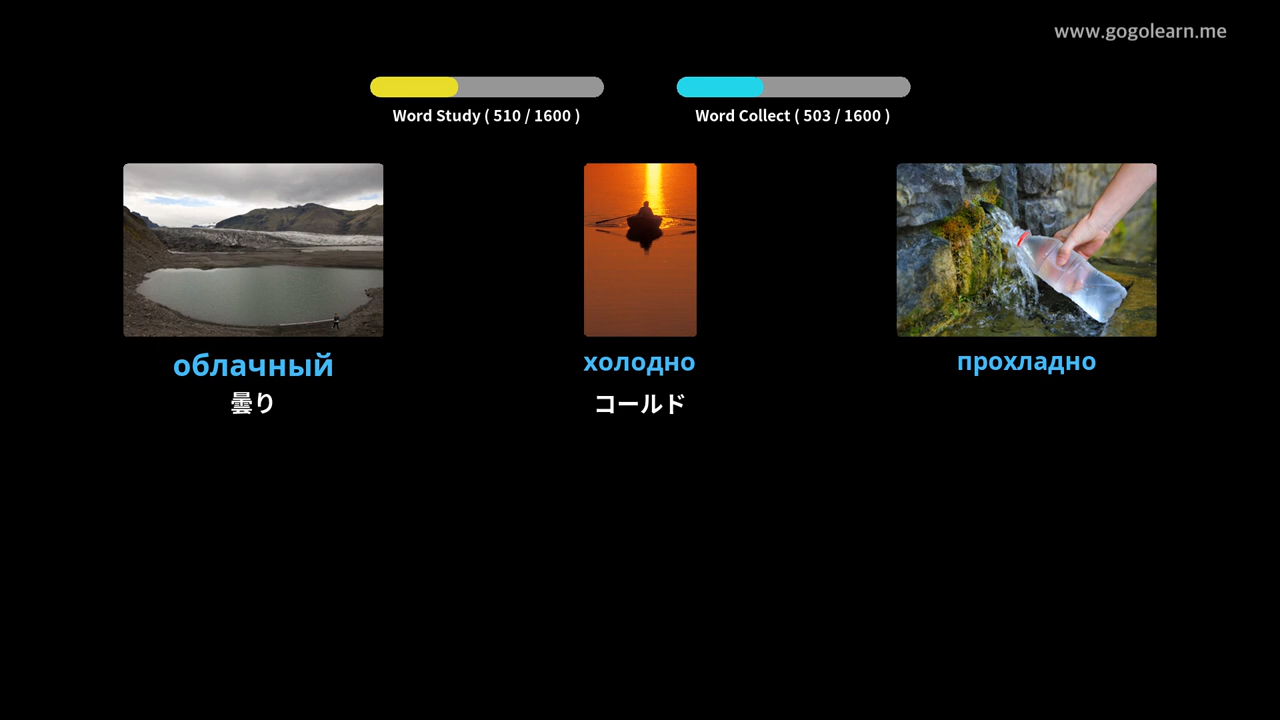 www.gogolearn.me
Word Study ( 510 / 1600 )
Word Collect ( 503 / 1600 )
облачный
холодно
прохладно
曇り
コールド